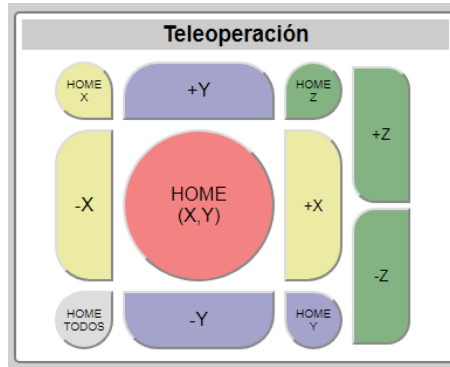 Teleoperación
HOME
X
+Y
HOME
Z
+Z
-X
HOME
(X,Y)
+X
-Z
HOME
TODOS
-Y
HOME
Y